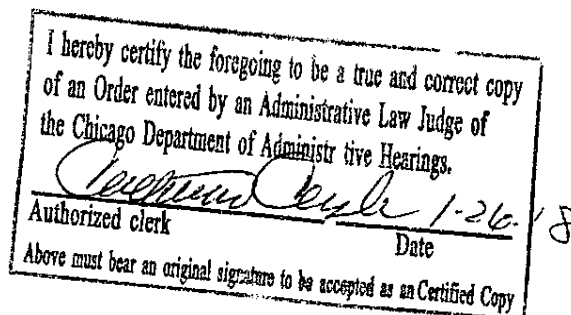 I hereby certify the foregoing to be a true and correct copy
of an Order entered by an Administrative Law Judge of
the Chicago Department of Administr tive Hearings.
1-26-18
Authorized clerk Date
Above must bear an original signature to be accepted as an Certified Copy